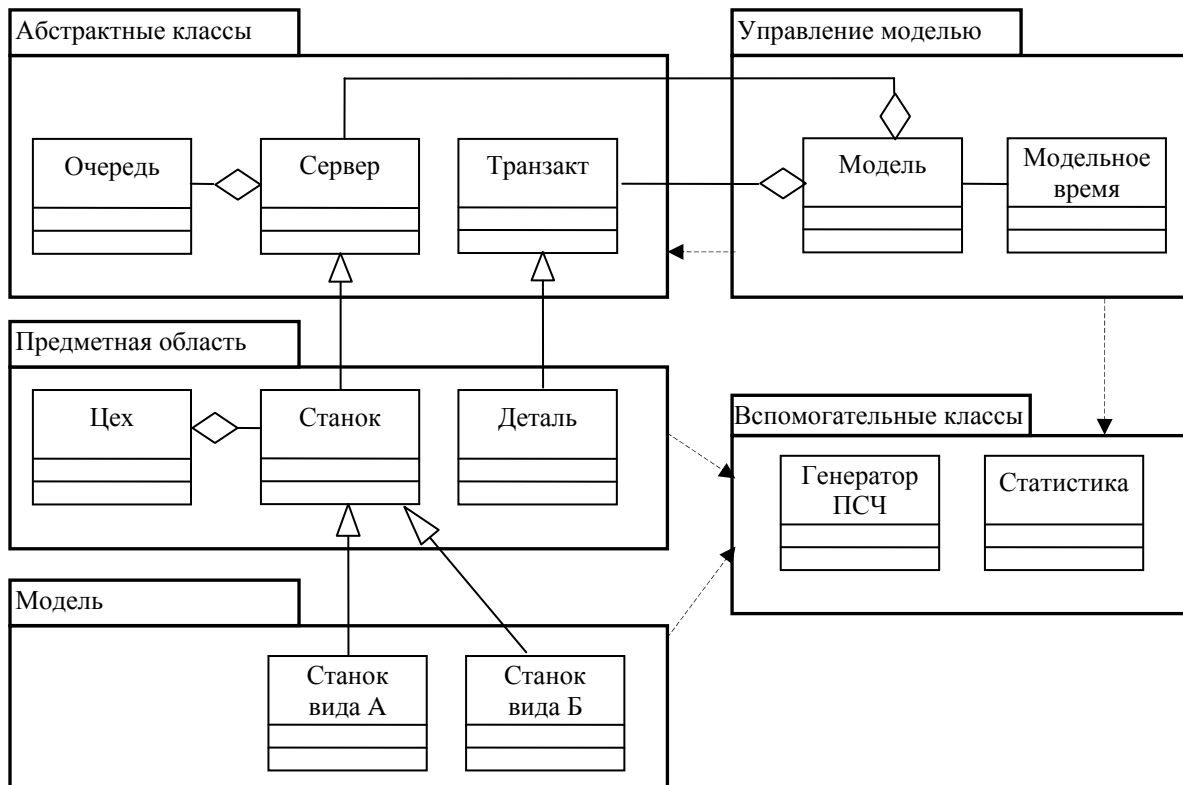 Абстрактные классы
Управление моделью
Очередь
Сервер
Транзакт
Модель
Модельное
время
Предметная область
Цех
Станок
Деталь
Вспомогательные классы
Генератор
ПСЧ
Статистика
Модель
Станок
вида А
Станок
вида Б